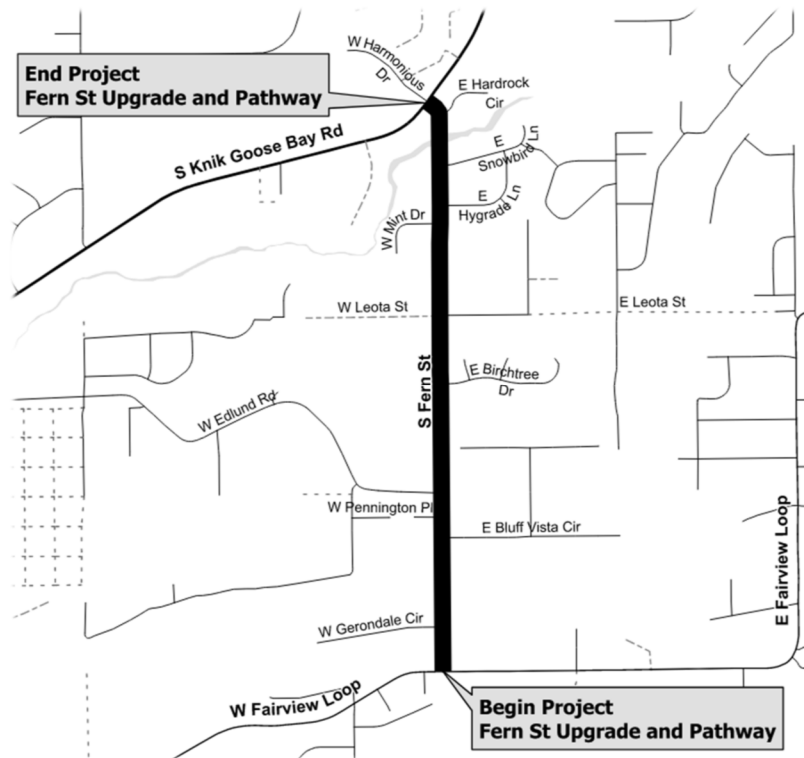 W Harmonious
Dr
End Project
Fern St Upgrade and Pathway
E Hardrock
Cir
S Knik Goose Bay Rd
E
Snowbird Ln
E
Hygrade Ln
W Mint Dr
W Leota St
E Leota St
S Fern St
E Birchtree
Dr
W Edlund Rd
W Pennington Pl
E Bluff Vista Cir
E Fairview Loop
W Gerondale Cir
W Fairview Loop
Begin Project
Fern St Upgrade and Pathway